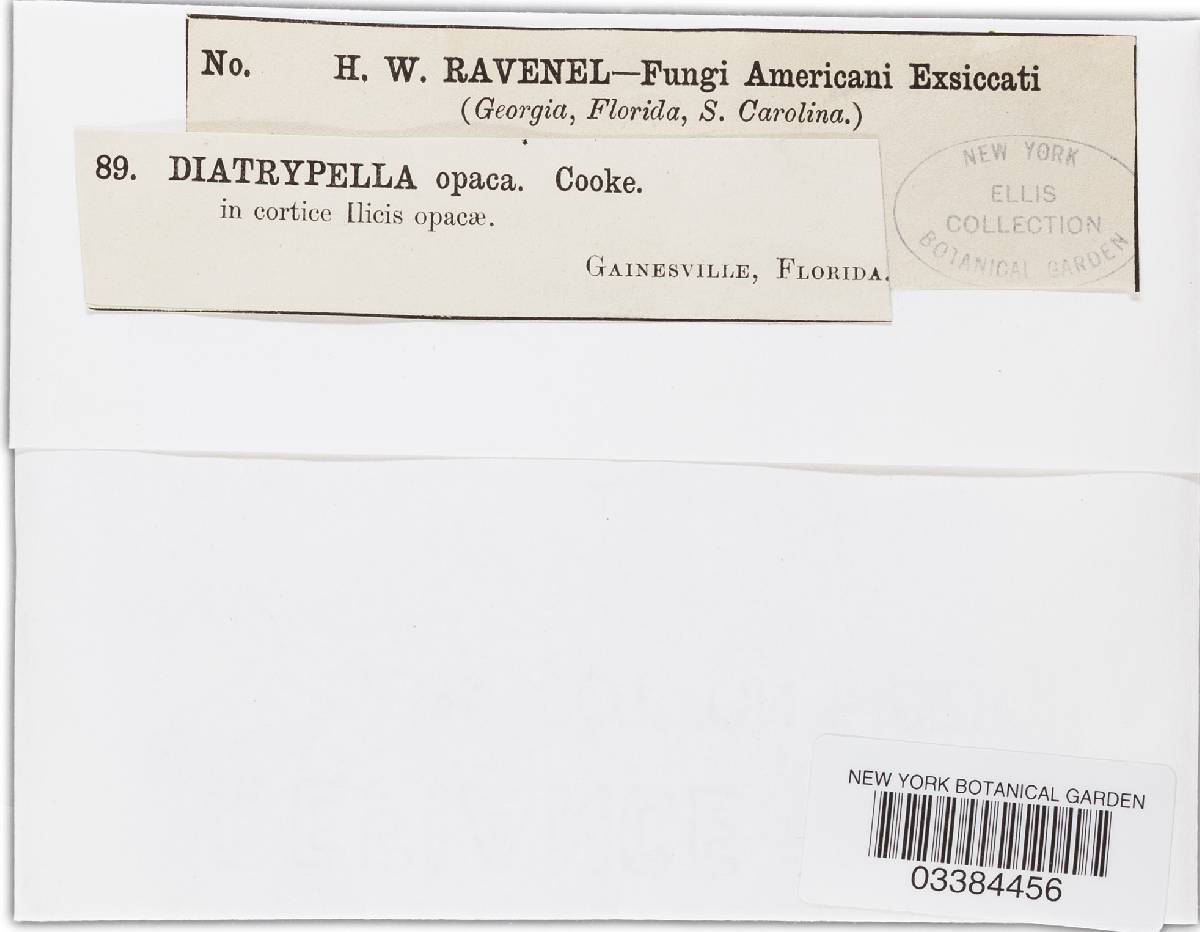 No. H. W. RAVENEL—Fungi Americani Exsiccati
(Georgia, Florida, S. Carolina.)
89. DIATRYPELLA opaca. Cooke.
in cortice Ilicis opacæ.
GAINESVILLE, FLORIDA.
NEW YORK
ELLIS
COLLECTION
BOTANICAL GARDEN
NEW YORK BOTANICAL GARDEN
03384456